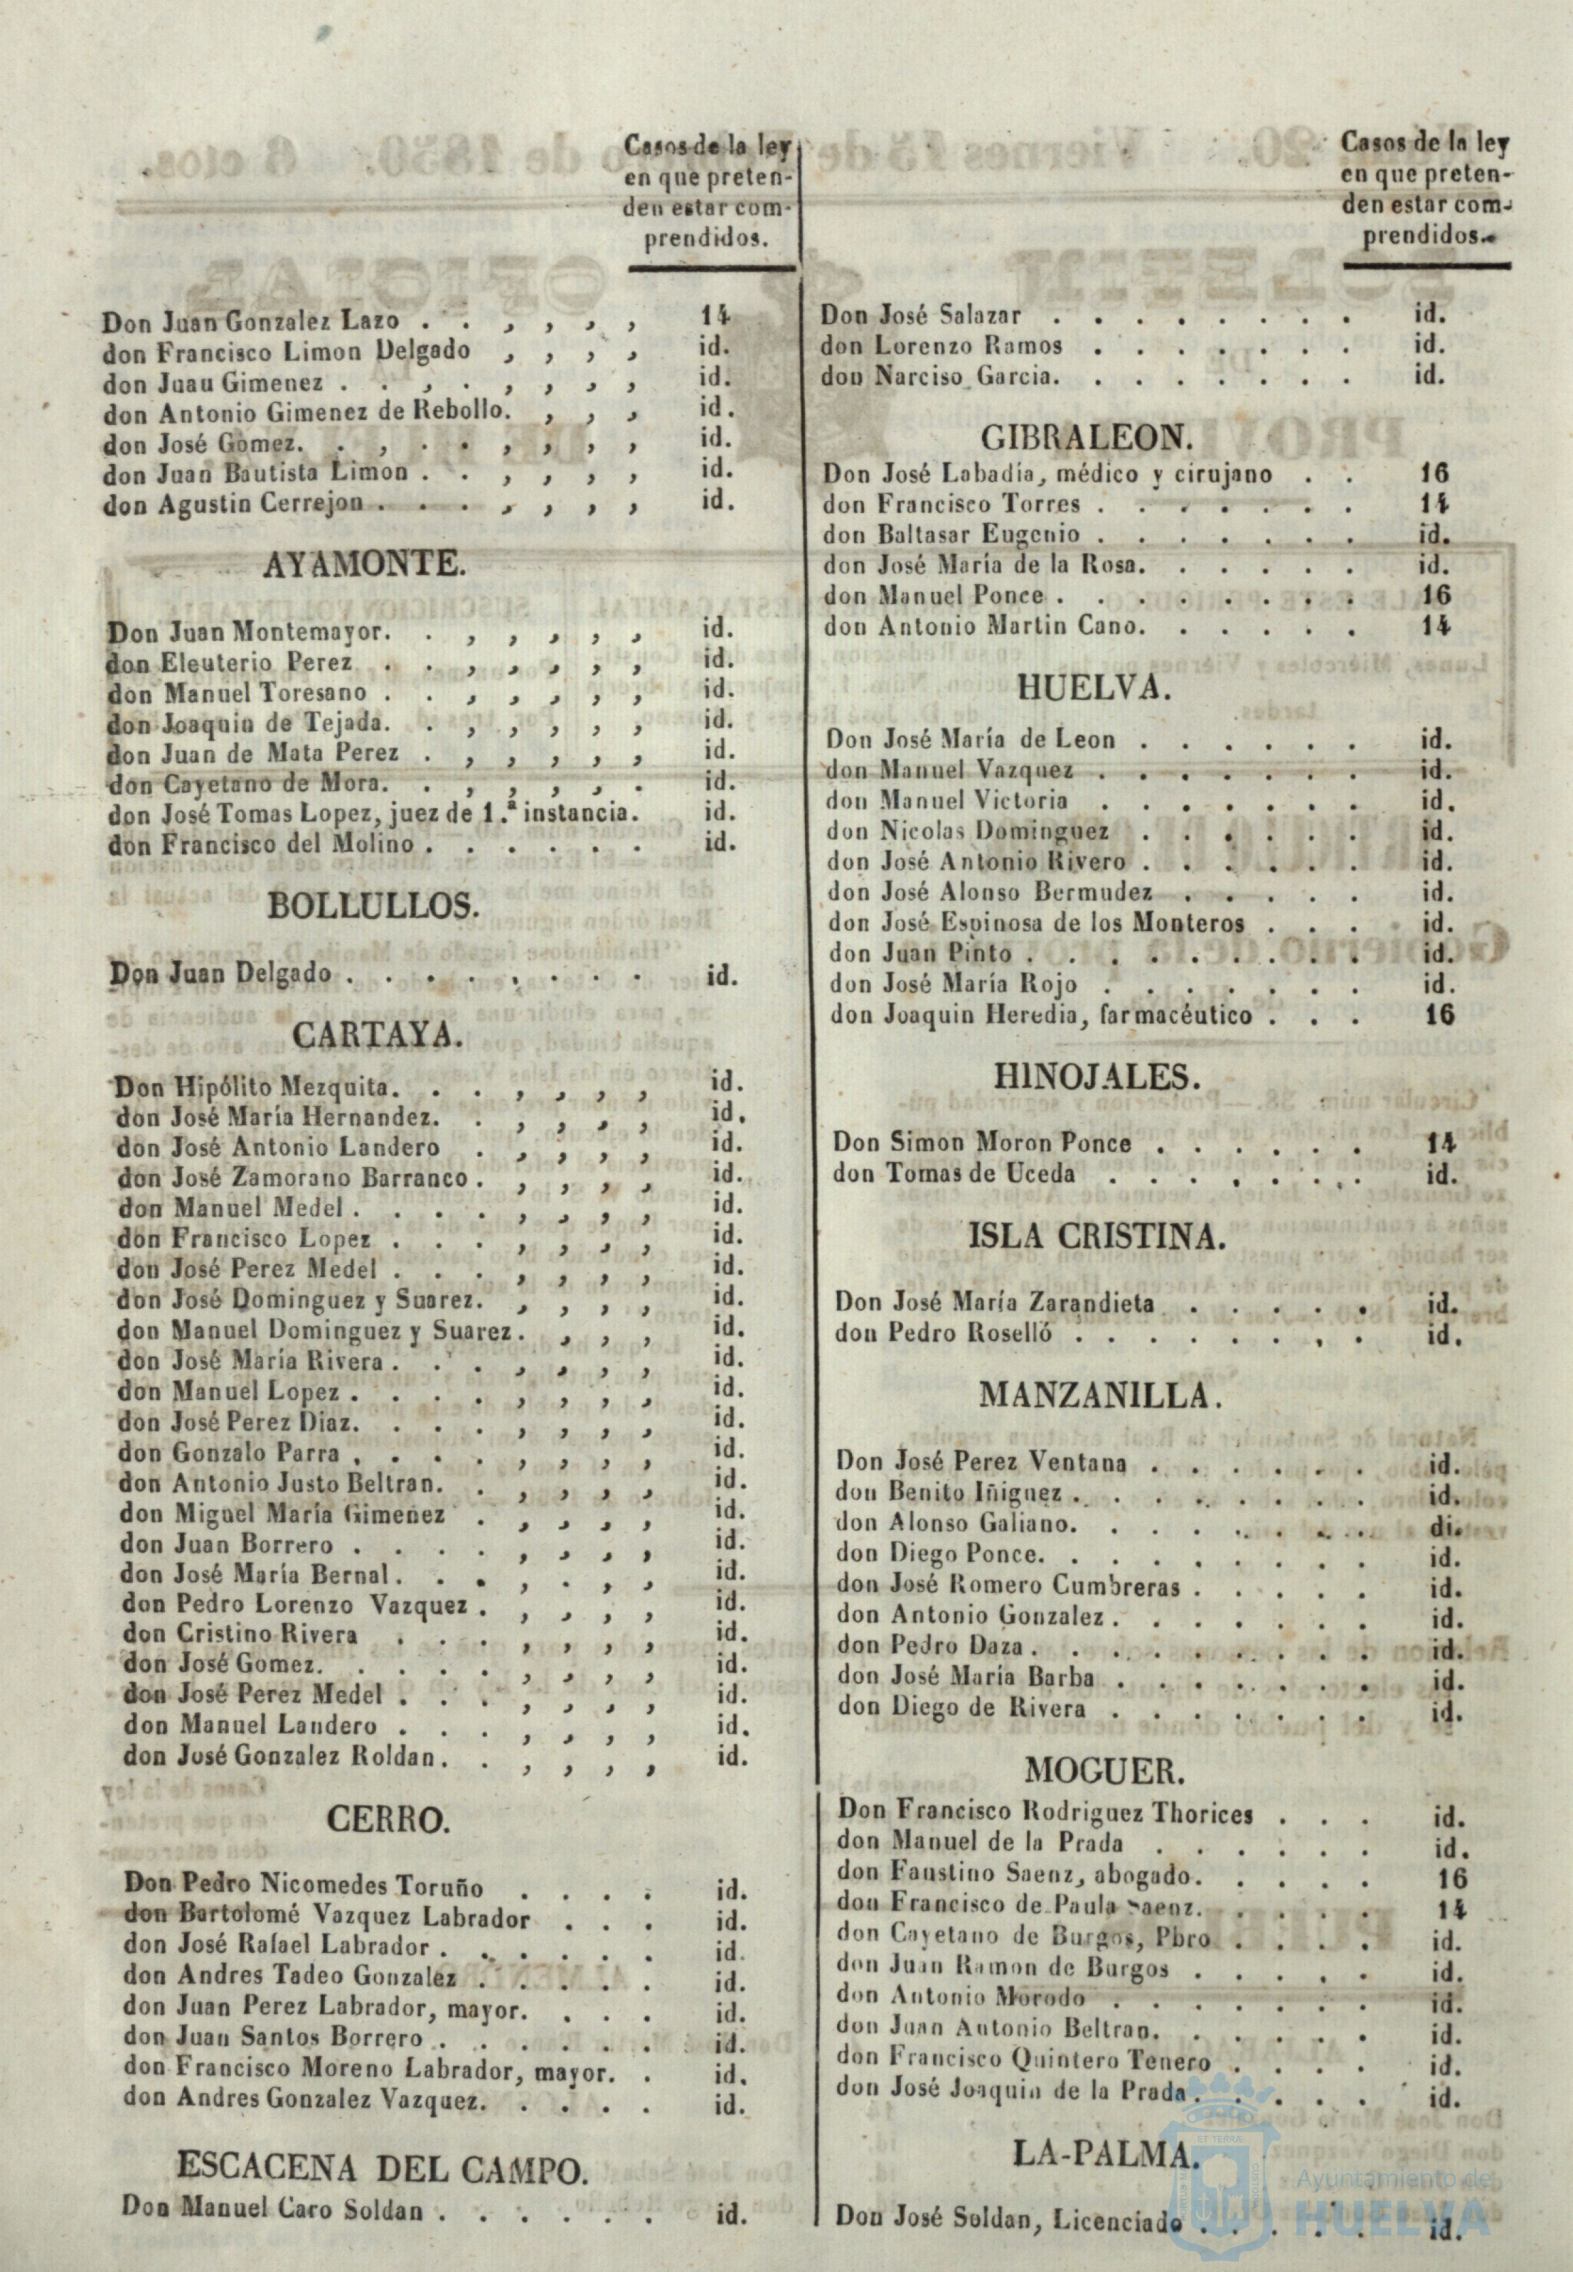 Casos de la ley
en que preten-
den estar com-
prendidos.
Don Juan Gonzalez Lazo . . , , , , 14
don Francisco Limon Delgado , , , , id.
don Juau Gimenez . . , . , , , , id.
don Antonio Gimenez de Rebollo. , , , id.
don José Gomez. . , . . , , , , id.
don Juan Bautista Limon . . , , , , id.
don Agustin Cerrejon . . . , , , , id.
AYAMONTE.
Don Juan Montemayor. . , , , , , id.
don Eleuterio Perez . . , , , , , id.
don Manuel Toresano . . , , , , , id.
don Joaquin de Tejada. . , , , , , id.
don Juan de Mata Perez . , , , , , id.
don Cayetano de Mora. . , , , , . id.
don José Tomas Lopez, juez de 1.ª instancia. id.
don Francisco del Molino . . . . . . id.
BOLLULLOS.
Don Juan Delgado . . . . . . . . id.
CARTAYA.
Don Hipólito Mezquita. . . , , , , id.
don José María Hernandez. . , , , , id.
don José Antonio Landero . , , , , id.
don José Zamorano Barranco . , , , , id.
don Manuel Medel . . . . , , , , id.
don Francisco Lopez . . . , , , , id.
don José Perez Medel . . . , , , , id.
don José Dominguez y Suarez. , , , , id.
don Manuel Dominguez y Suarez . , , , id.
don José María Rivera . . . , , , , id.
don Manuel Lopez . . . . , , , , id.
don José Perez Diaz. . . . , , , , id.
don Gonzalo Parra . . . . , , , , id.
don Antonio Justo Beltran. . , , , , id.
don Miguel María Gimenez . , , , , id.
don Juan Borrero . . . . , , , , id.
don José María Bernal . . . , . , , id.
don Pedro Lorenzo Vazquez . , , , , id.
don Cristino Rivera . . . , , , , id.
don José Gomez. . . . . , , , , id.
don José Perez Medel . . . , , , , id.
don Manuel Landero . . . , , , , id.
don José Gonzalez Roldan . . , , , , id.
CERRO.
Don Pedro Nicomedes Toruño . . . . id.
don Bartolomé Vazquez Labrador . . . id.
don José Rafael Labrador . . . . . . id.
don Andres Tadeo Gonzalez . . . . . id.
don Juan Perez Labrador, mayor. . . . id.
don Juan Santos Borrero . . . . . . id.
don Francisco Moreno Labrador, mayor. . id.
don Andres Gonzalez Vazquez. . . . . id.
ESCACENA DEL CAMPO.
Don Manuel Caro Soldan . . . . . . id.
Casos de la ley
en que preten-
den estar com-
prendidos.
Don José Salazar . . . . . . . . id.
don Lorenzo Ramos . . . . . . . id.
don Narciso Garcia. . . . . . . . id.
GIBRALEON.
Don José Labadía, médico y cirujano . . 16
don Francisco Torres . . . . . . . 14
don Baltasar Eugenio . . . . . . . id.
don José María de la Rosa. . . . . . id.
don Manuel Ponce . . . . . . . . 16
don Antonio Martin Cano. . . . . . 14
HUELVA.
Don José María de Leon . . . . . . id.
don Manuel Vazquez . . . . . . . id.
don Manuel Victoria . . . . . . . id.
don Nicolas Dominguez . . . . . . id.
don José Antonio Rivero . . . . . . id.
don José Alonso Bermudez . . . . . id.
don José Espinosa de los Monteros . . . id.
don Juan Pinto . . . . . . . . . id.
don José María Rojo . . . . . . . id.
don Joaquin Heredia, farmacéutico . . . 16
HINOJALES.
Don Simon Moron Ponce . . . . . . 14
don Tomas de Uceda . . . . . . . id.
ISLA CRISTINA.
Don José María Zarandieta . . . . . id.
don Pedro Roselló . . . . . . . . id.
MANZANILLA.
Don José Perez Ventana . . . . . . id.
don Benito Iñiguez . . . . . . . . id.
don Alonso Galiano. . . . . . . . di.
don Diego Ponce. . . . . . . . . id.
don José Romero Cumbreras . . . . . id.
don Antonio Gonzalez . . . . . . . id.
don Pedro Daza . . . . . . . . . id.
don José María Barba . . . . . . . id.
don Diego de Rivera . . . . . . . id.
MOGUER.
Don Francisco Rodriguez Thorices . . . id.
don Manuel de la Prada . . . . . . id.
don Faustino Saenz, abogado. . . . . 16
don Francisco de Paula Saenz. . . . . 14
don Cayetano de Burgos, Pbro . . . . id.
don Juan Ramon de Burgos . . . . . id.
don Antonio Morodo . . . . . . . id.
don Juan Antonio Beltran. . . . . . id.
don Francisco Quintero Tenero . . . . id.
don José Joaquin de la Prada . . . . . id.
LA-PALMA.
Don José Soldan, Licenciado . . . . . id.
Ayuntamiento de
HUELVA